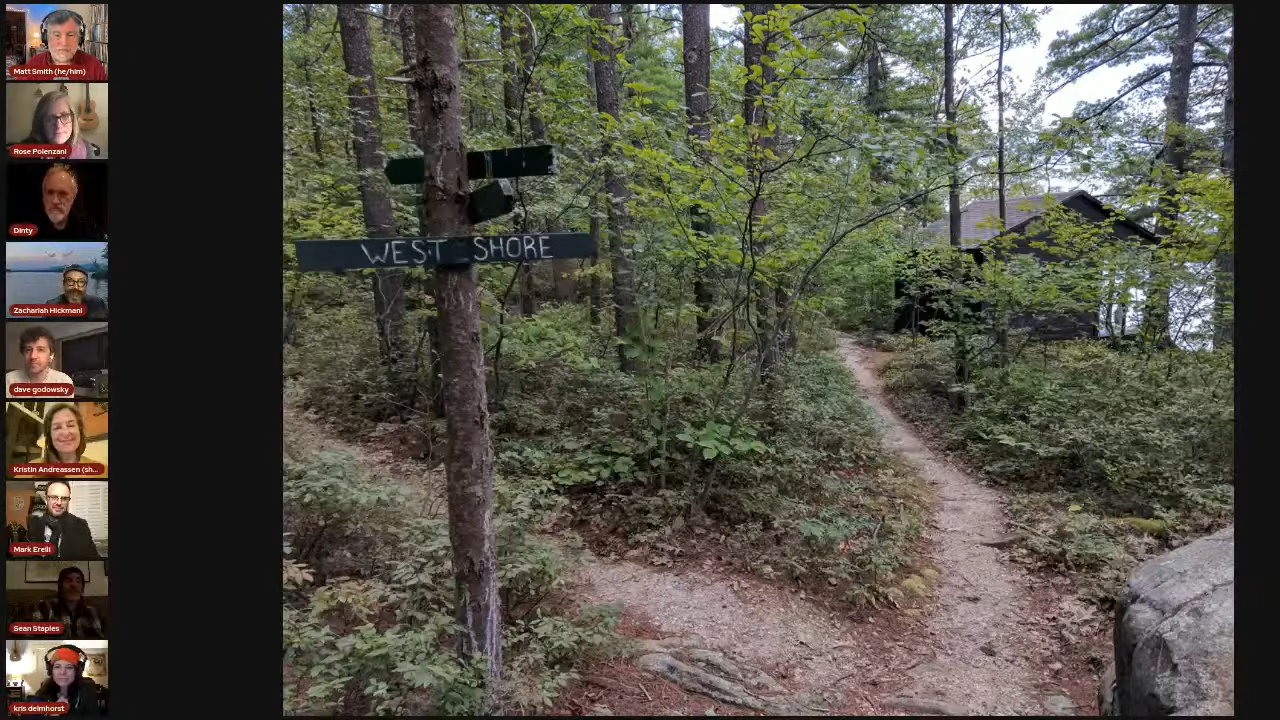 Matt Smith (he/him)
Rose Polenzani
Dinty
Zachariah Hickman
dave godowsky
Kristin Andreassen (sh...
Mark Erelli
Sean Staples
kris delmhorst
WEST SHORE